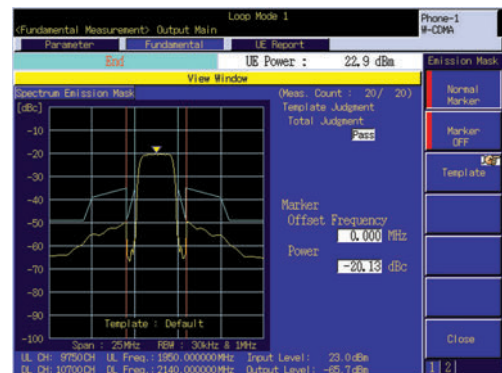 Loop Mode 1
<Fundamental Measurement> Output Main
Phone-1
W-CDMA
Parameter Fundamental UE Report
End UE Power : 22.9 dBm
Emission Mask
View Window
Spectrum Emission Mask (Meas. Count : 20/ 20)
[dBc] Template Judgment
Total Judgment
Pass
Normal
Marker
Marker
OFF
Template
-10
-20
-30
-40
-50
-60
-70
-80
-90
-100
Marker
Offset Frequency
0.000 MHz
Power
-20.13 dBc
Template : Default
Span : 25MHz RBW : 30kHz & 1MHz
Close
UL CH: 9750CH UL Freq.:1950.000000MHz Input Level: 23.0dBm
DL CH:10700CH DL Freq.:2140.000000MHz Output Level: -65.7dBm
1 2